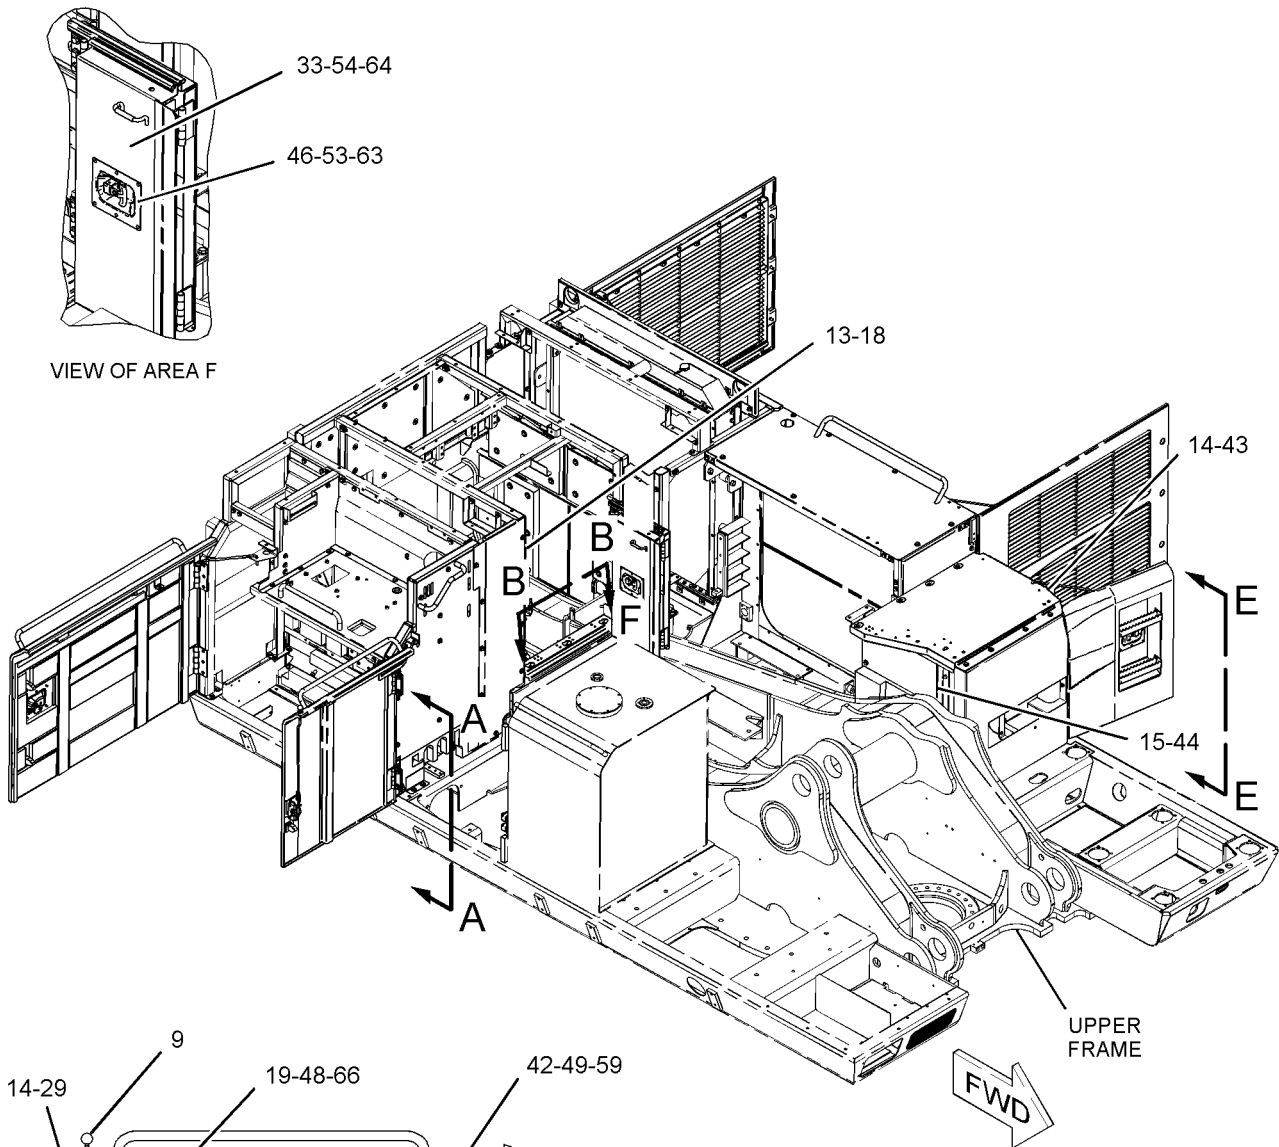 33-54-64
46-53-63
VIEW OF AREA F
13-18
14-43
B
B
F
E
A
15-44
E
A
UPPER
FRAME
FWD
9
14-29
19-48-66
42-49-59